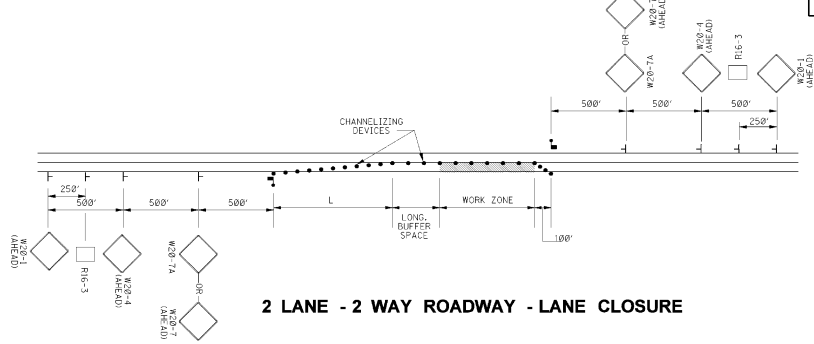 W20-7
(AHEAD)
OR
W20-7A
W20-4
(AHEAD)
R16-3
W20-1
(AHEAD)
500'
500'
500'
250'
CHANNELIZING
DEVICES
250'
500'
500'
500'
L
LONG.
BUFFER
SPACE
WORK ZONE
100'
W20-1
(AHEAD)
R16-3
W20-4
(AHEAD)
W20-7A
OR
W20-7
(AHEAD)
2 LANE - 2 WAY ROADWAY - LANE CLOSURE